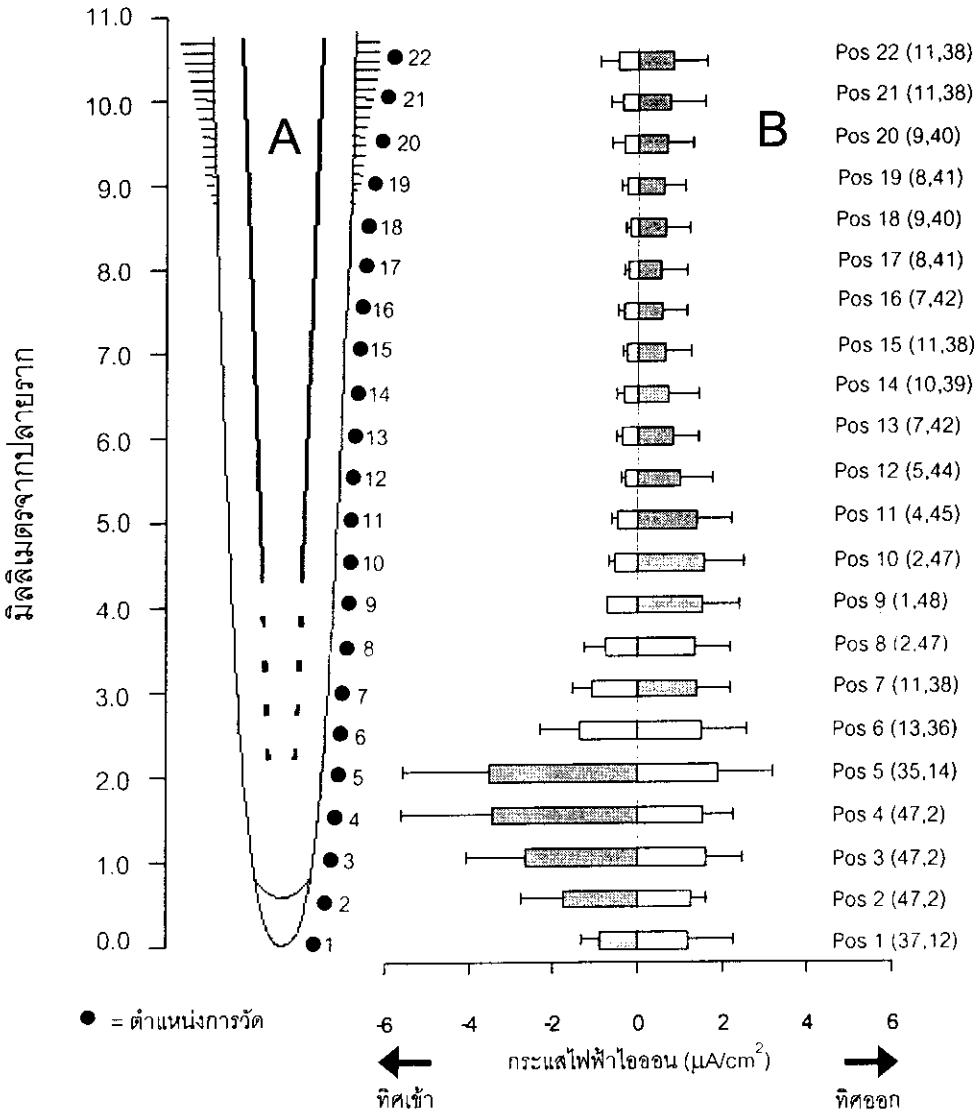 มิลลิเมตรจากปลายราก
11.0
10.0
9.0
8.0
7.0
6.0
5.0
4.0
3.0
2.0
1.0
0.0
A
22
21
20
19
18
17
16
15
14
13
12
11
10
9
8
7
6
5
4
3
2
1
● = ตำแหน่งการวัด
B
Pos 22 (11,38)
Pos 21 (11,38)
Pos 20 (9,40)
Pos 19 (8,41)
Pos 18 (9,40)
Pos 17 (8,41)
Pos 16 (7,42)
Pos 15 (11,38)
Pos 14 (10,39)
Pos 13 (7,42)
Pos 12 (5,44)
Pos 11 (4,45)
Pos 10 (2,47)
Pos 9 (1,48)
Pos 8 (2,47)
Pos 7 (11,38)
Pos 6 (13,36)
Pos 5 (35,14)
Pos 4 (47,2)
Pos 3 (47,2)
Pos 2 (47,2)
Pos 1 (37,12)
-6 -4 -2 0 2 4 6
กระแสไฟฟ้าไอออน (µA/cm²)
ทิศเข้า
ทิศออก